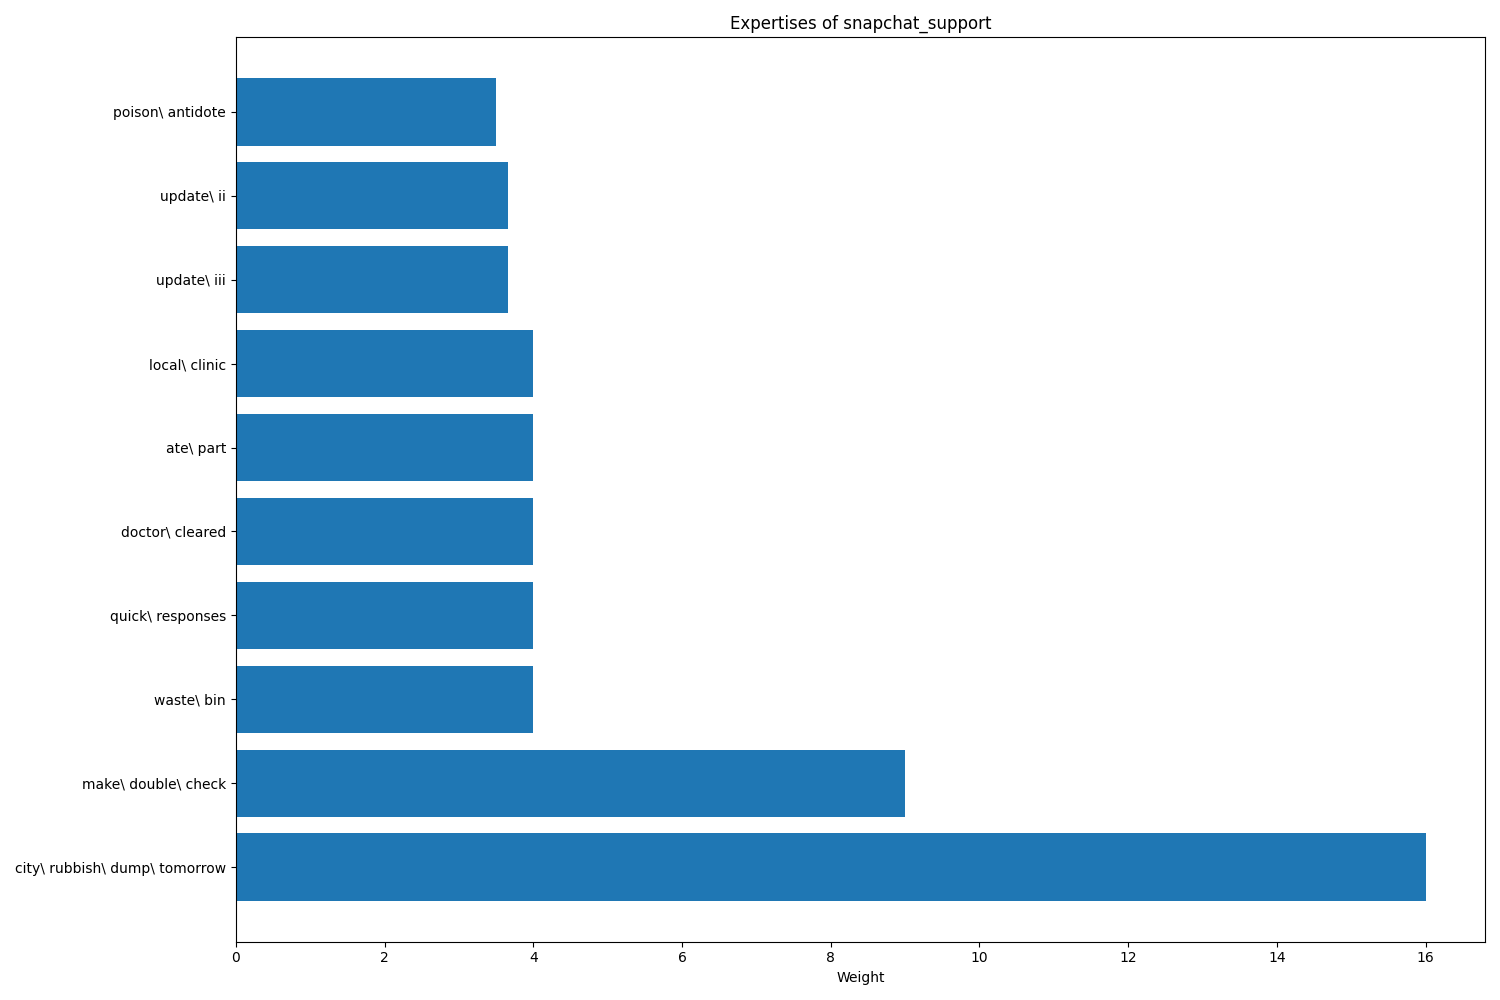 Expertises of snapchat_support
poison\ antidote
update\ ii
update\ iii
local\ clinic
ate\ part
doctor\ cleared
quick\ responses
waste\ bin
make\ double\ check
city\ rubbish\ dump\ tomorrow
0 2 4 6 8 10 12 14 16
Weight